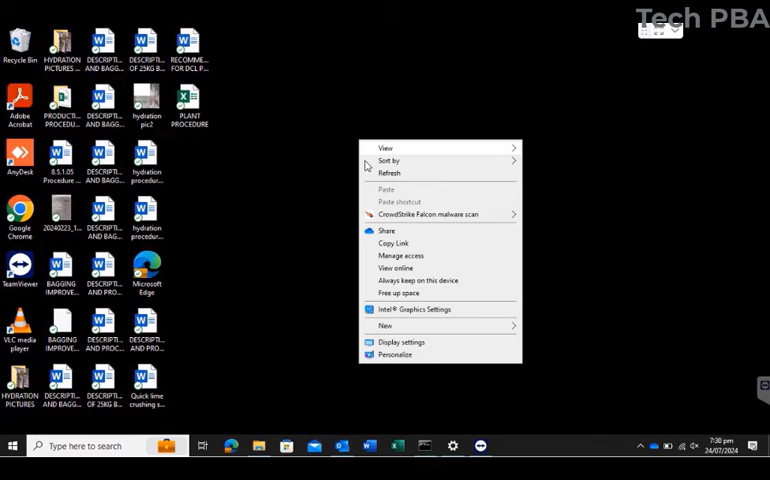 Tech PBA
Recycle Bin
HYDRATION
PICTURES ...
DESCRIPTI...
AND BAGG...
DESCRIPTI...
OF 25KG B...
RECOMME...
FOR DCL P...
Adobe
Acrobat
PRODUCTI...
PROCEDU...
DESCRIPTI...
AND BAGG...
hydration
pic2
PLANT
PROCEDURE
AnyDesk
8.5.1.05
Procedure ...
DESCRIPTI...
AND BAGG...
hydration
procedur...
Google
Chrome
20240223_1...
DESCRIPTI...
AND BAGG...
hydration
procedur...
TeamViewer
BAGGING
IMPROVE...
DESCRIPTI...
AND PRO...
Microsoft
Edge
VLC media
player
BAGGING
IMPROVE...
DESCRIPTI...
AND PROC...
DESCRIPTI...
AND PRO...
HYDRATION
PICTURES
DESCRIPTI...
AND BAGG...
DESCRIPTI...
OF 25KG B...
Quick lime
crushing s...
View
Sort by
Refresh
Paste
Paste shortcut
CrowdStrike Falcon malware scan
Share
Copy Link
Manage access
View online
Always keep on this device
Free up space
Intel® Graphics Settings
New
Display settings
Personalize
Type here to search
7:30 pm
24/07/2024